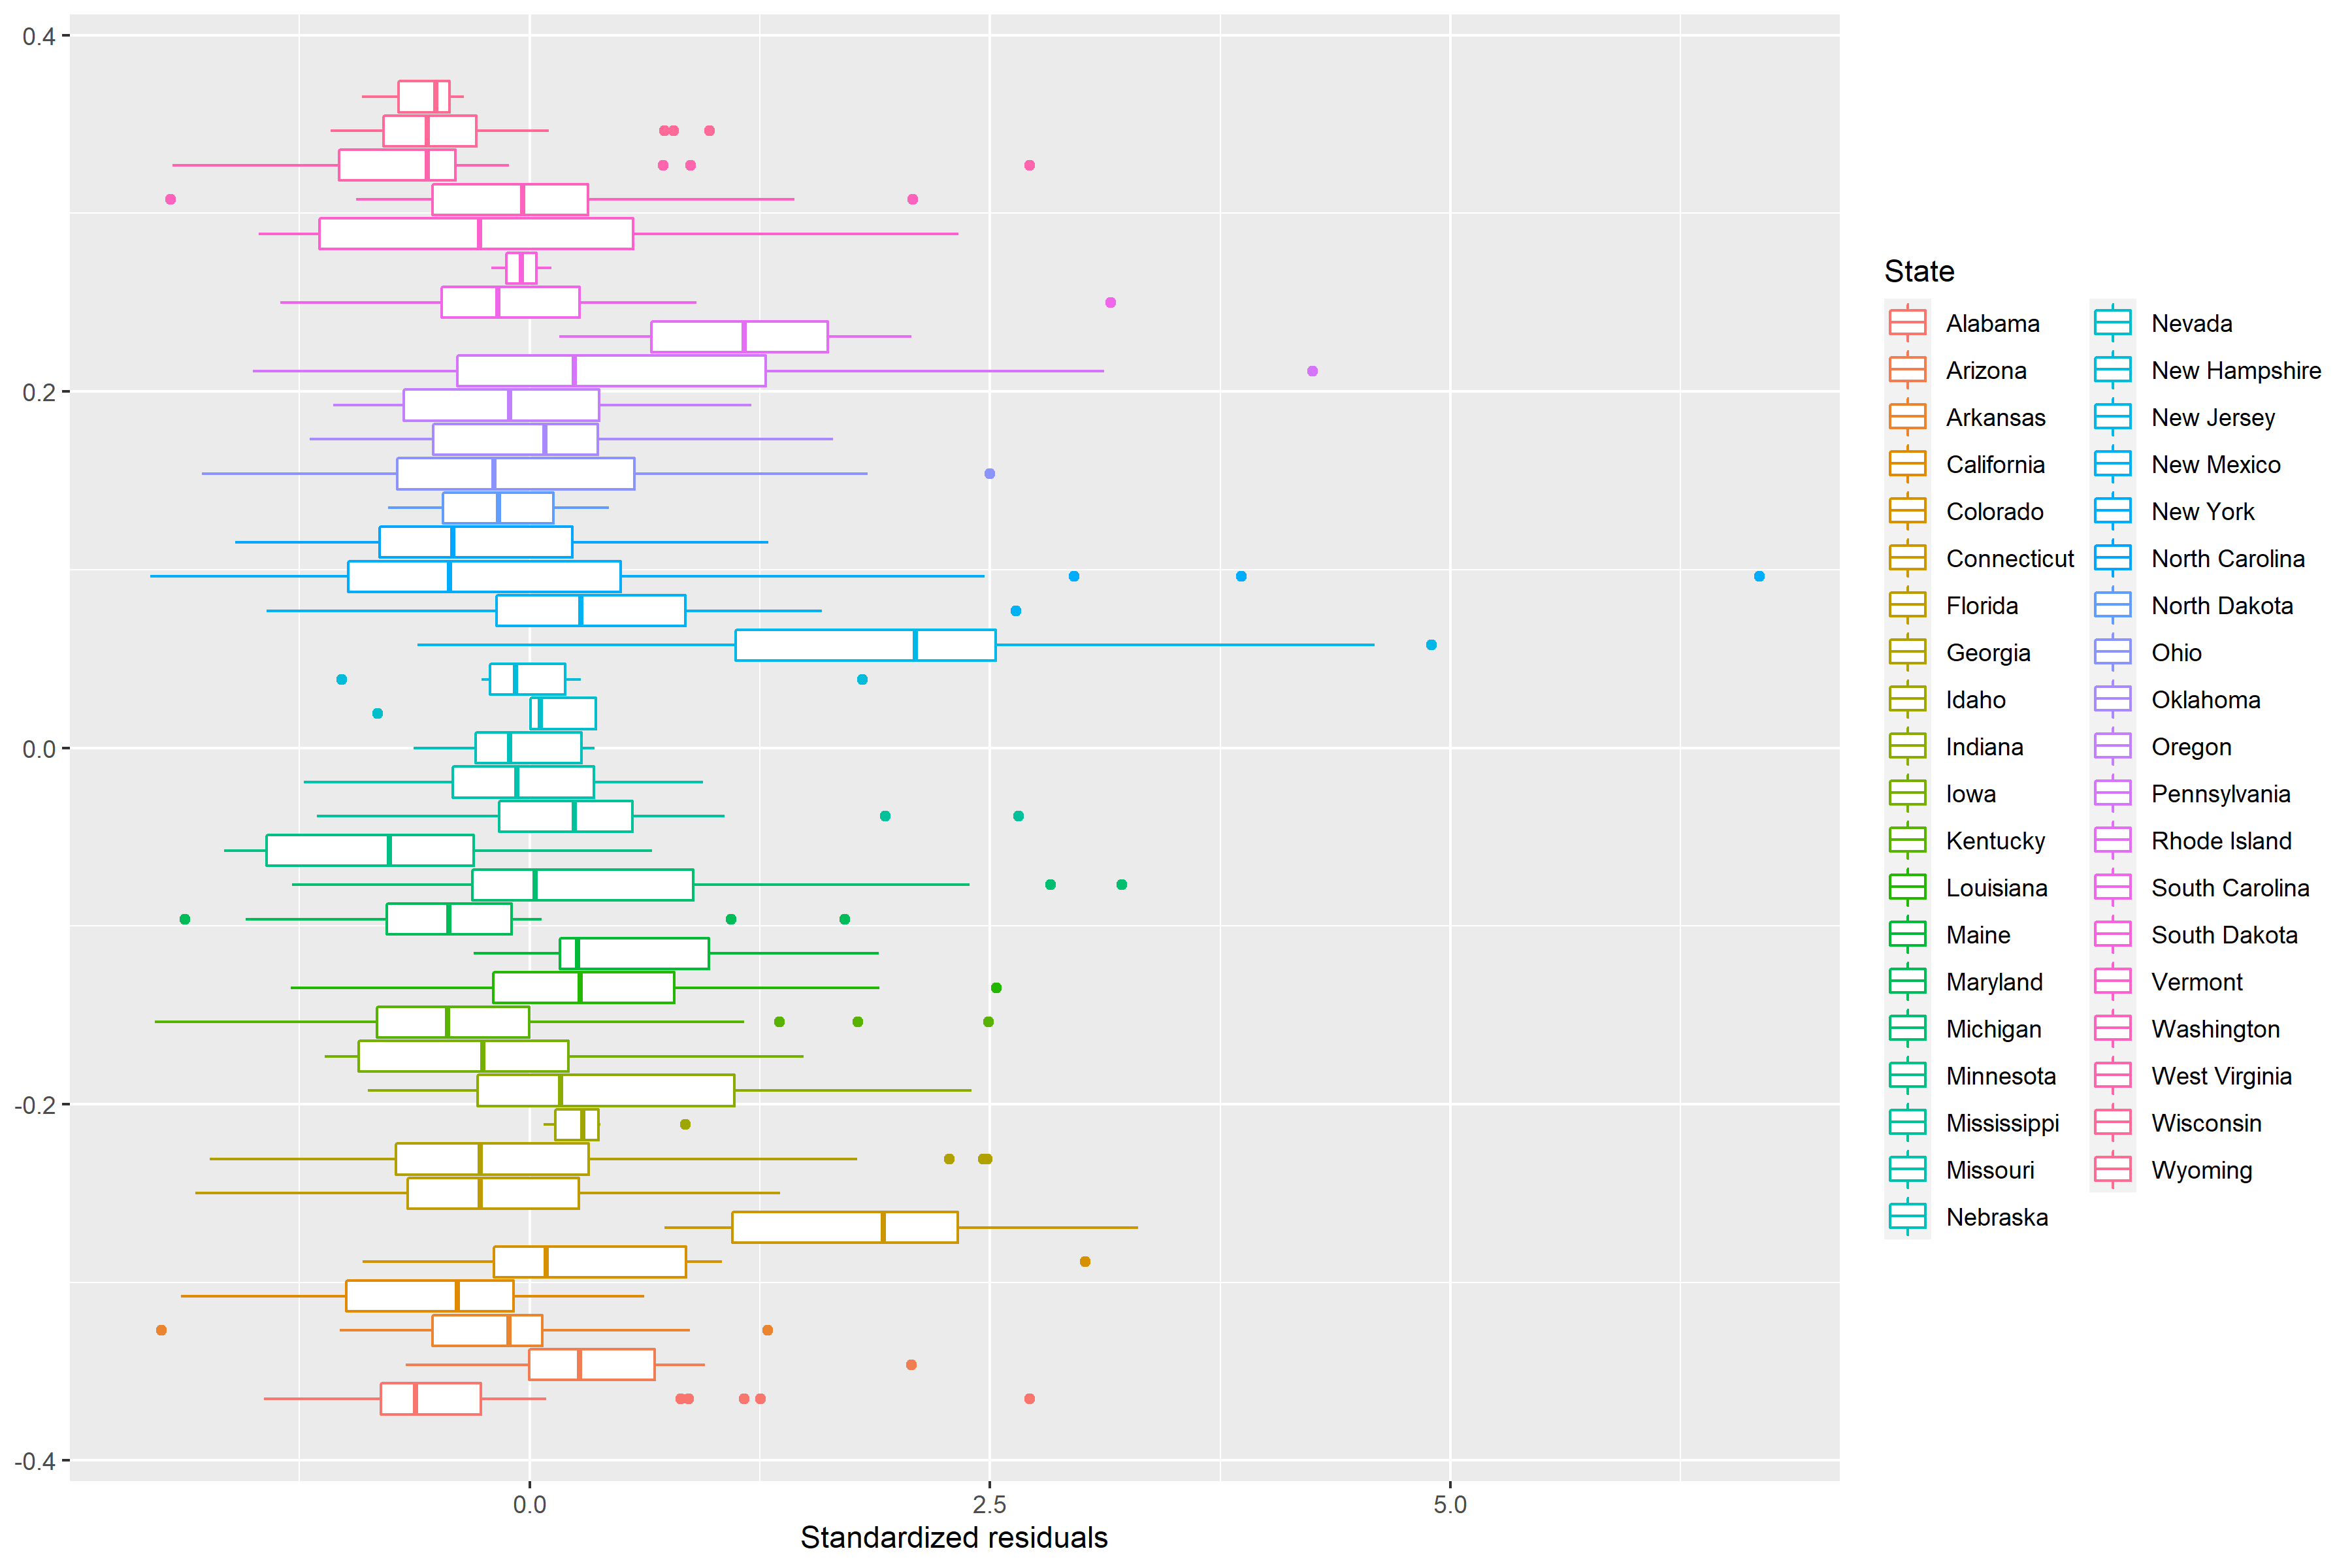 0.4
0.2
0.0
-0.2
-0.4
0.0 2.5 5.0
Standardized residuals
State
Alabama
Arizona
Arkansas
California
Colorado
Connecticut
Florida
Georgia
Idaho
Indiana
Iowa
Kentucky
Louisiana
Maine
Maryland
Michigan
Minnesota
Mississippi
Missouri
Nebraska
Nevada
New Hampshire
New Jersey
New Mexico
New York
North Carolina
North Dakota
Ohio
Oklahoma
Oregon
Pennsylvania
Rhode Island
South Carolina
South Dakota
Vermont
Washington
West Virginia
Wisconsin
Wyoming